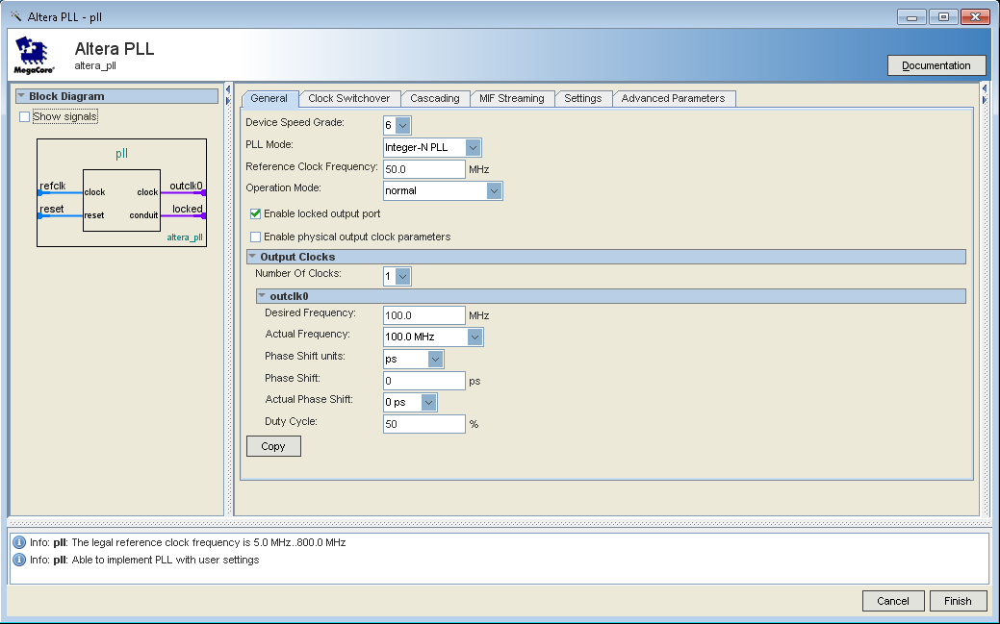 Altera PLL - pll
MegaCore®
Altera PLL
altera_pll
Documentation
Block Diagram
Show signals
pll
refclk
clock
clock
outclk0
reset
reset
conduit
locked
altera_pll
General
Clock Switchover
Cascading
MIF Streaming
Settings
Advanced Parameters
Device Speed Grade: 6
PLL Mode: Integer-N PLL
Reference Clock Frequency: 50.0 MHz
Operation Mode: normal
Enable locked output port
Enable physical output clock parameters
Output Clocks
Number Of Clocks: 1
outclk0
Desired Frequency: 100.0 MHz
Actual Frequency: 100.0 MHz
Phase Shift units: ps
Phase Shift: 0 ps
Actual Phase Shift: 0 ps
Duty Cycle: 50 %
Copy
Info: pll: The legal reference clock frequency is 5.0 MHz..800.0 MHz
Info: pll: Able to implement PLL with user settings
Cancel
Finish